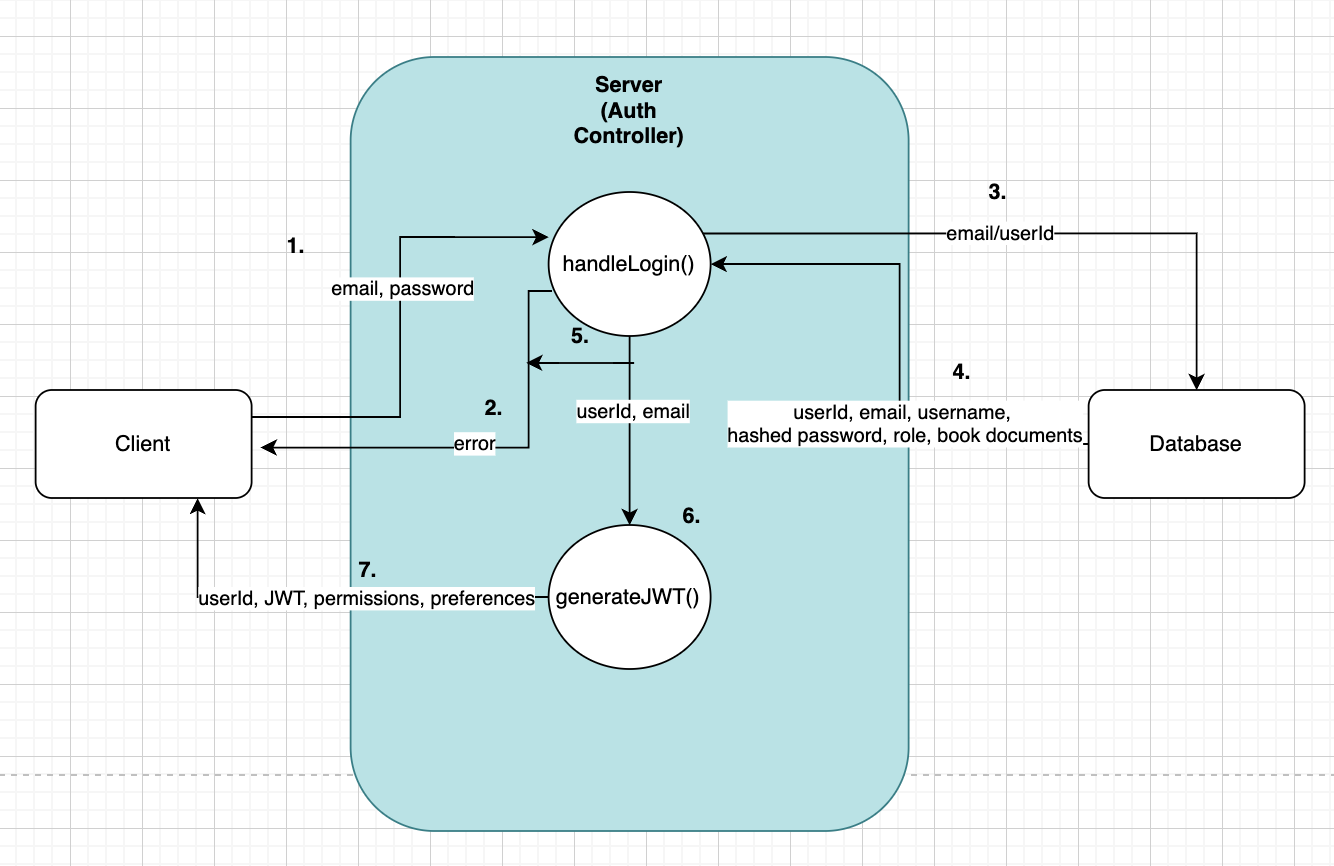 Server
(Auth
Controller)
3.
1.
email/userId
handleLogin()
email, password
5.
4.
2.
userId, email
userId, email, username,
hashed password, role, book documents
Client
error
Database
6.
7.
userId, JWT, permissions, preferences
generateJWT()